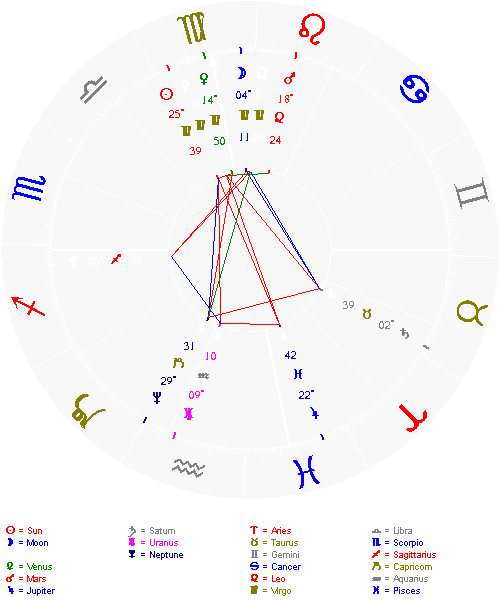 14° 04° 18°
25°
50 11 24
39
39
02°
31 10 42
29° 09° 22°
☉ = Sun ♄ = Saturn ♈ = Aries ♎ = Libra
☽ = Moon ♅ = Uranus ♉ = Taurus ♏ = Scorpio
♆ = Neptune ♊ = Gemini ♐ = Sagittarius
♀ = Venus ♋ = Cancer ♑ = Capricorn
♂ = Mars ♌ = Leo ♒ = Aquarius
♃ = Jupiter ♍ = Virgo ♓ = Pisces